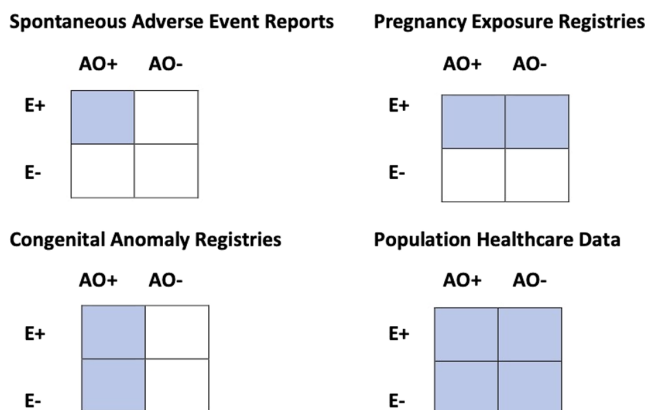 Spontaneous Adverse Event Reports
AO+ AO-
E+
E-
Pregnancy Exposure Registries
AO+ AO-
E+
E-
Congenital Anomaly Registries
AO+ AO-
E+
E-
Population Healthcare Data
AO+ AO-
E+
E-